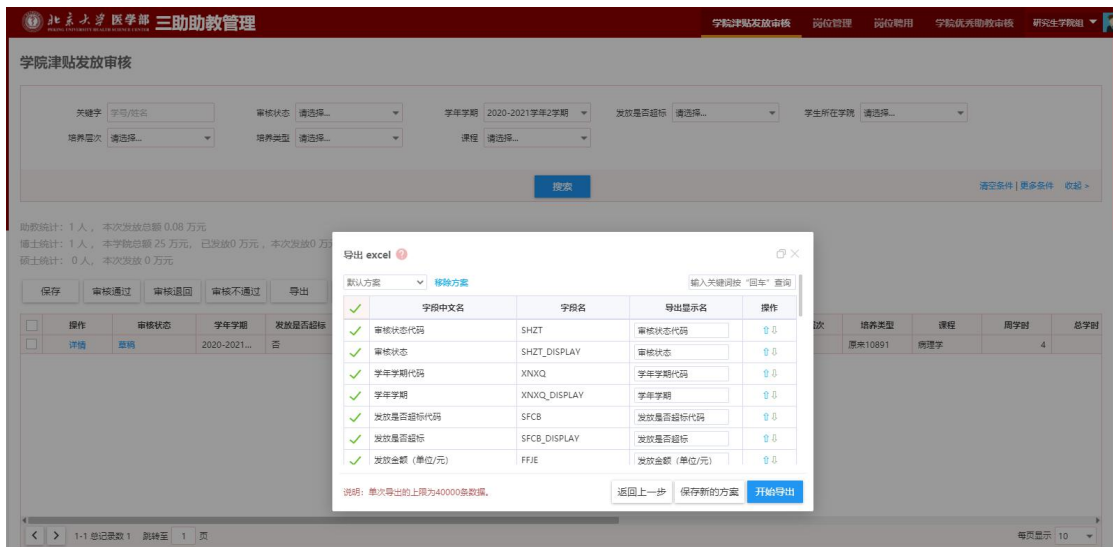 北京大学医学部 三助助教管理
PEKING UNIVERSITY HEALTH SCIENCE CENTER
学院津贴发放审核 岗位管理 岗位聘用 学院优秀助教审核 研究生学院组
学院津贴发放审核
关键字 学号/姓名 审核状态 请选择... 学年学期 2020-2021学年2学期 发放是否超标 请选择... 学生所在学院 请选择...
培养层次 请选择... 培养类型 请选择... 课程 请选择...
搜索
清空条件 | 更多条件 收起
助教统计：1 人， 本次发放总额 0.08 万元
博士统计：1 人， 本学院总额 25 万元， 已发放0 万元， 本次发放0 万
硕士统计： 0 人， 本次发放 0 万元
保存 审核通过 审核退回 审核不通过 导出
操作 审核状态 学年学期 发放是否超标 次 培养类型 课程 周学时 总学时
详情 草稿 2020-2021... 否 原来10891 病理学 4
导出 excel ?
默认方案 移除方案 输入关键词按 “回车” 查询
字段中文名 字段名 导出显示名 操作
审核状态代码 SHZT 审核状态代码
审核状态 SHZT_DISPLAY 审核状态
学年学期代码 XNXQ 学年学期代码
学年学期 XNXQ_DISPLAY 学年学期
发放是否超标代码 SFCB 发放是否超标代码
发放是否超标 SFCB_DISPLAY 发放是否超标
发放金额（单位/元） FFJE 发放金额（单位/元）
说明：单次导出的上限为40000条数据。
返回上一步 保存新的方案 开始导出
1-1 总记录数 1 跳转至 1 页 每页显示 10